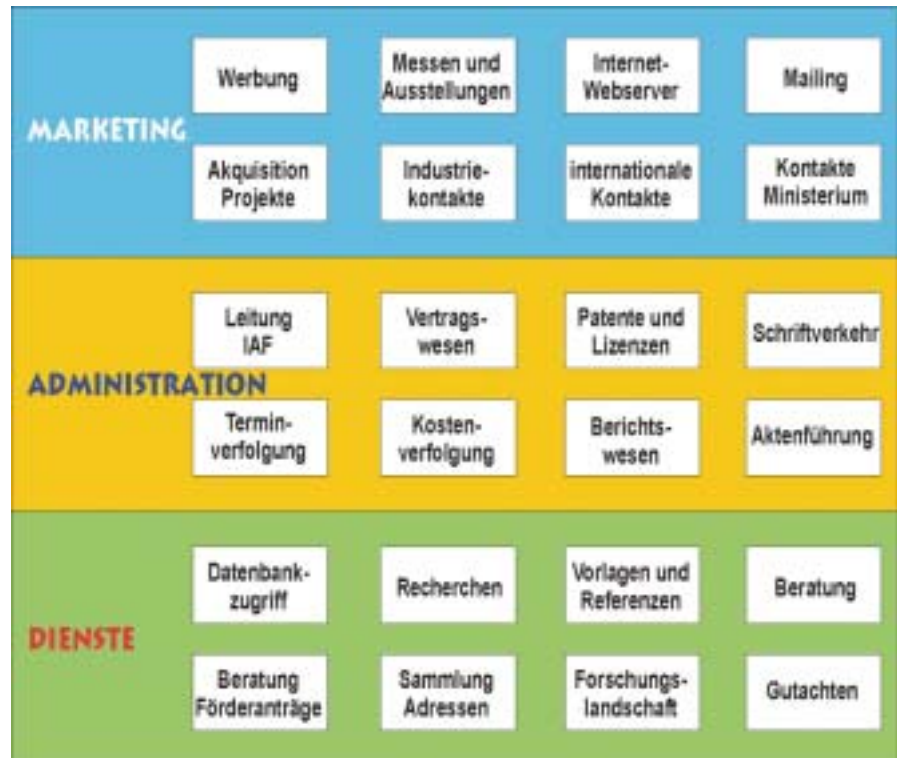 MARKETING
Werbung
Messen und
Ausstellungen
Internet-
Webserver
Mailing
Akquisition
Projekte
Industrie-
kontakte
internationale
Kontakte
Kontakte
Ministerium
ADMINISTRATION
Leitung
IAF
Vertrags-
wesen
Patente und
Lizenzen
Schriftverkehr
Termin-
verfolgung
Kosten-
verfolgung
Berichts-
wesen
Aktenführung
DIENSTE
Datenbank-
zugriff
Recherchen
Vorlagen und
Referenzen
Beratung
Beratung
Förderanträge
Sammlung
Adressen
Forschungs-
landschaft
Gutachten